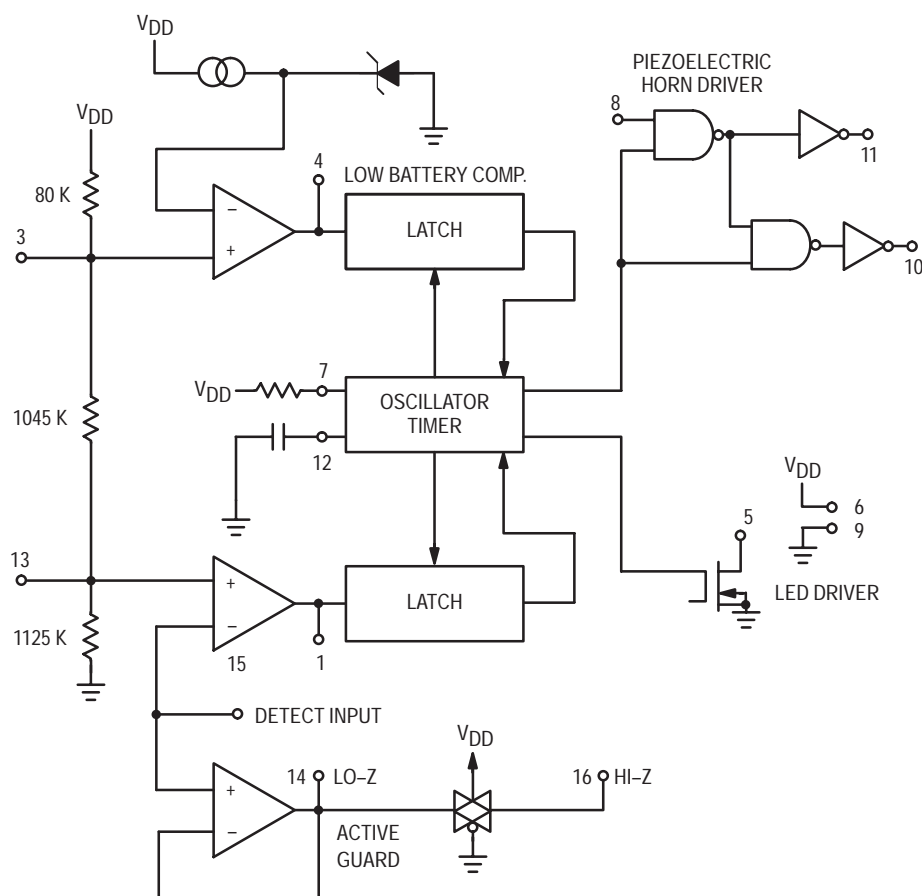 VDD
PIEZOELECTRIC
HORN DRIVER
8
VDD
4
11
LOW BATTERY COMP.
80 K
−
LATCH
3
+
10
7
VDD
OSCILLATOR
TIMER
1045 K
12
VDD
6
5
9
13
+
LATCH
LED DRIVER
−
1125 K
15
1
DETECT INPUT
VDD
+
14 LO–Z
16 HI–Z
−
ACTIVE
GUARD